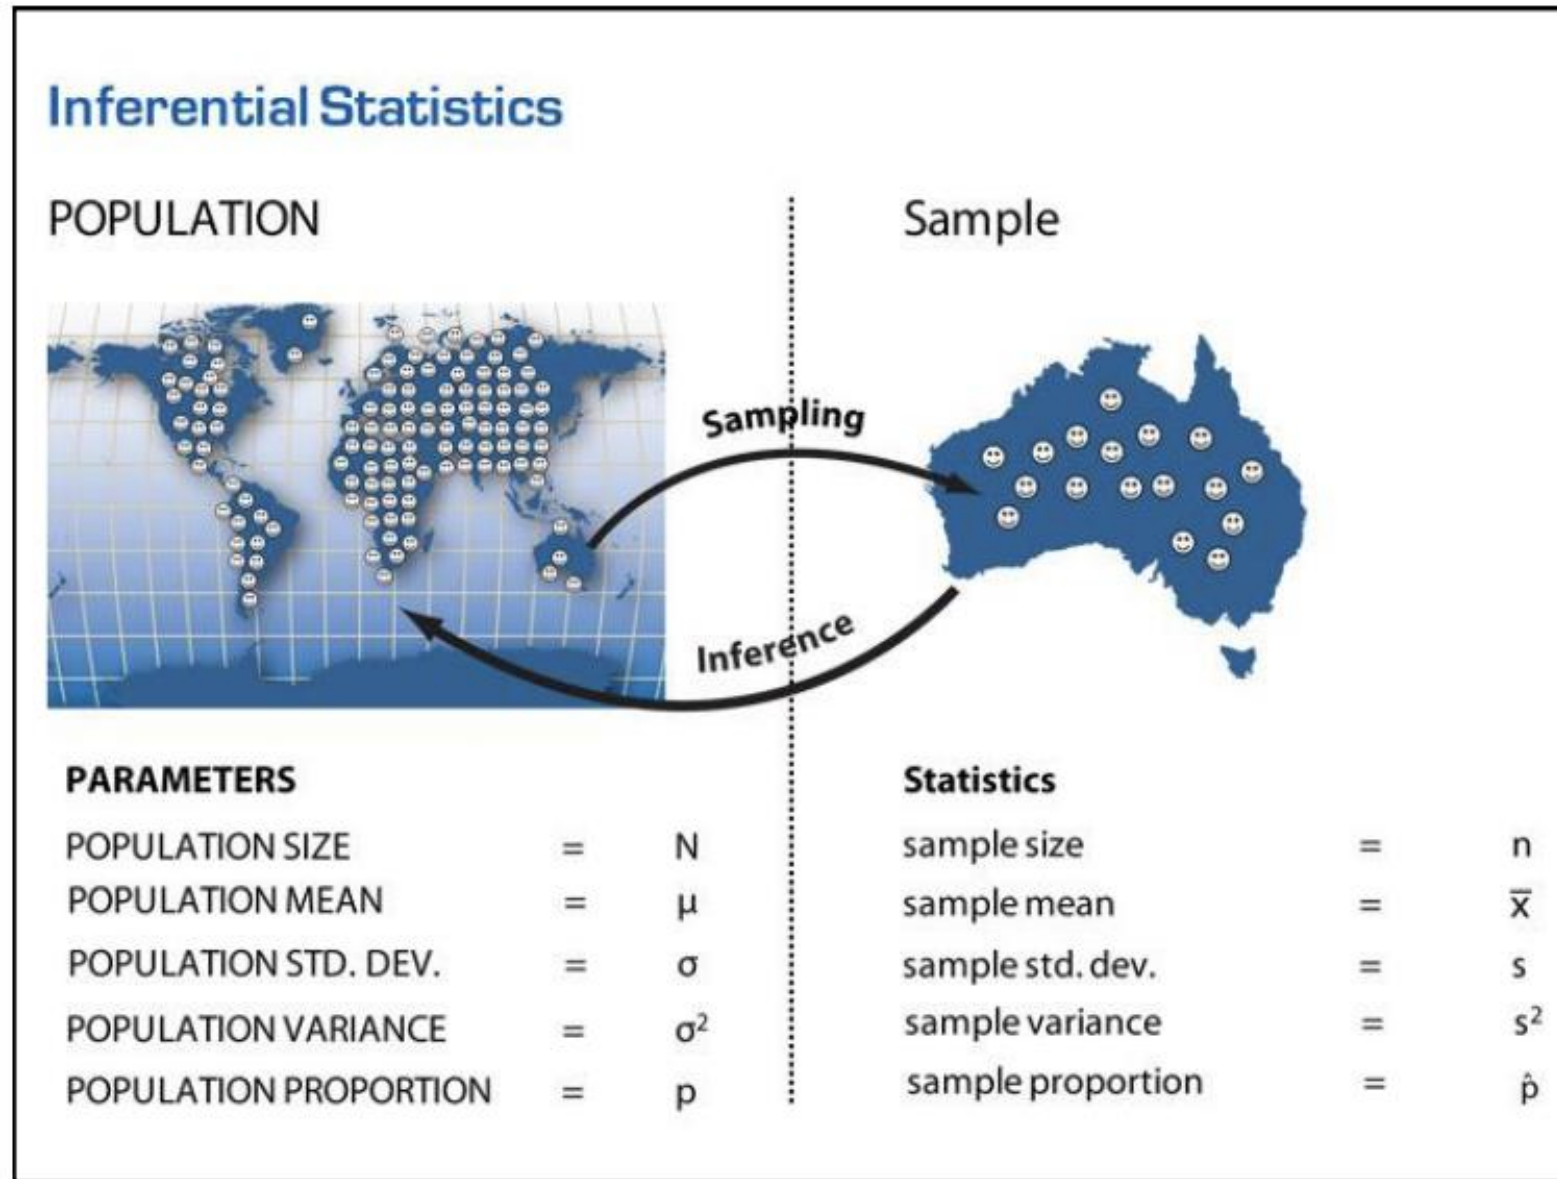 Inferential Statistics
POPULATION
Sample
Sampling
Inference
PARAMETERS
POPULATION SIZE = N
POPULATION MEAN = μ
POPULATION STD. DEV. = σ
POPULATION VARIANCE = σ²
POPULATION PROPORTION = p
Statistics
sample size = n
sample mean = x̅
sample std. dev. = s
sample variance = s²
sample proportion = p̂